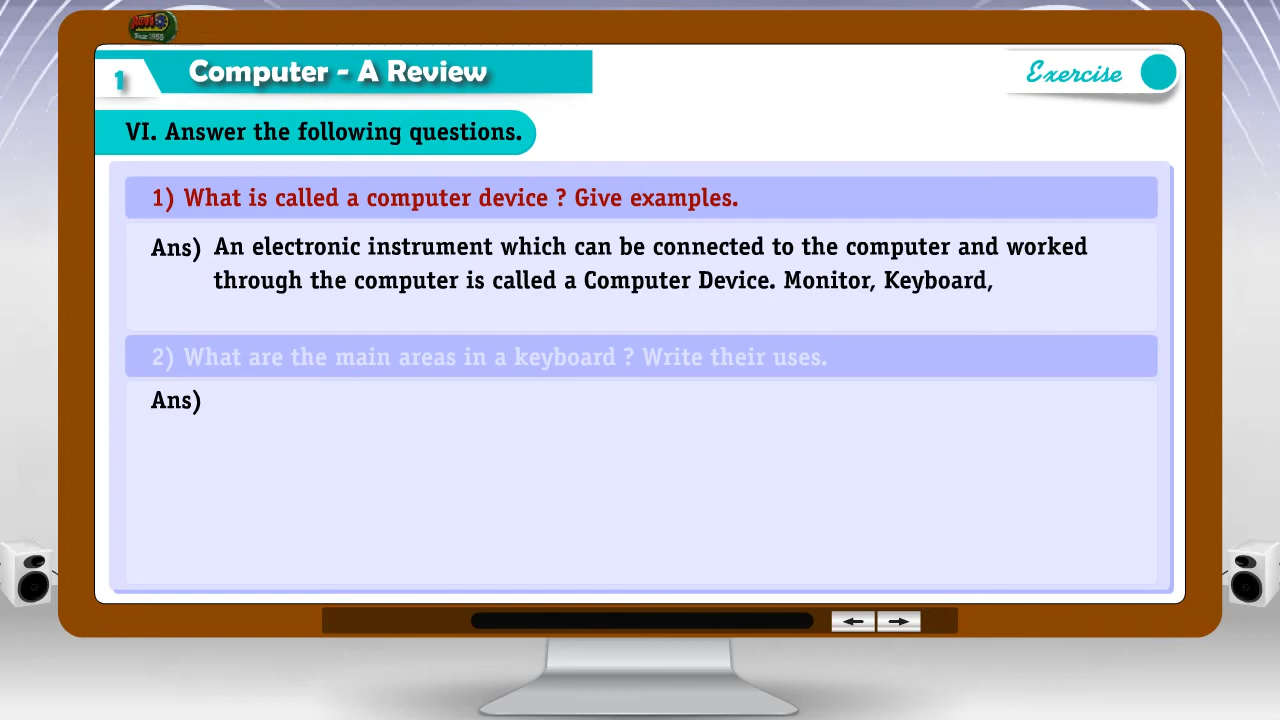 Since 1955
1
Computer - A Review
Exercise
VI. Answer the following questions.
1) What is called a computer device ? Give examples.
Ans) An electronic instrument which can be connected to the computer and worked
through the computer is called a Computer Device. Monitor, Keyboard,
2) What are the main areas in a keyboard ? Write their uses.
Ans)